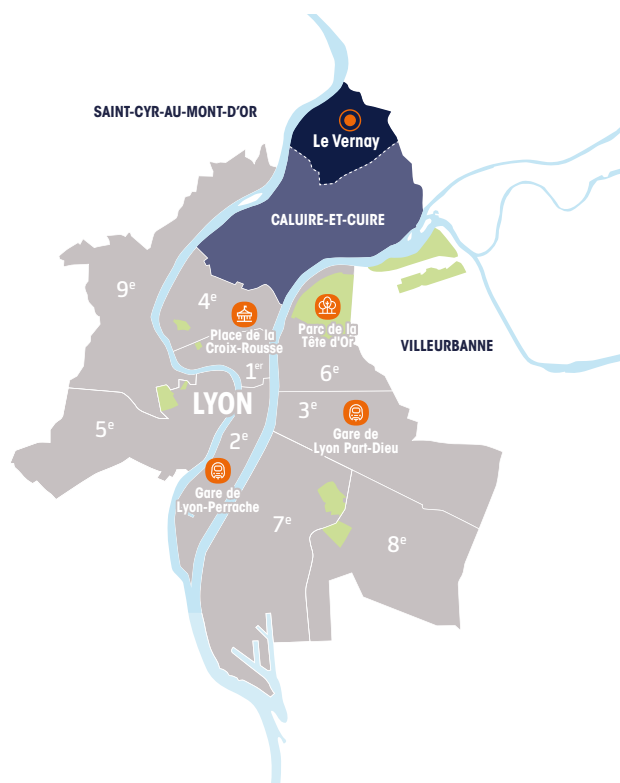 SAINT-CYR-AU-MONT-D'OR
Le Vernay
CALUIRE-ET-CUIRE
9e
4e
Place de la
Croix-Rousse
Parc de la
Tête d'Or
VILLEURBANNE
1er
6e
LYON
3e
5e
2e
Gare de
Lyon Part-Dieu
Gare de
Lyon-Perrache
7e
8e